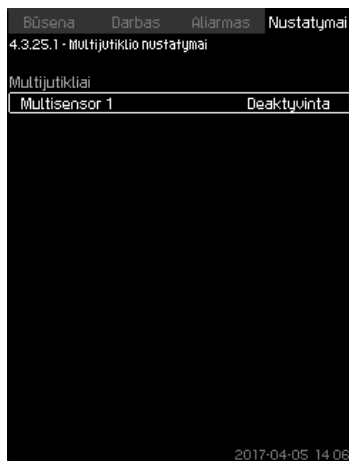 Būsena Darbas Aliarmas Nustatymai
4.3.25.1 - Multijutiklio nustatymai
Multijutikliai
Multisensor 1 Deaktyvinta
2017-04-05 14:06